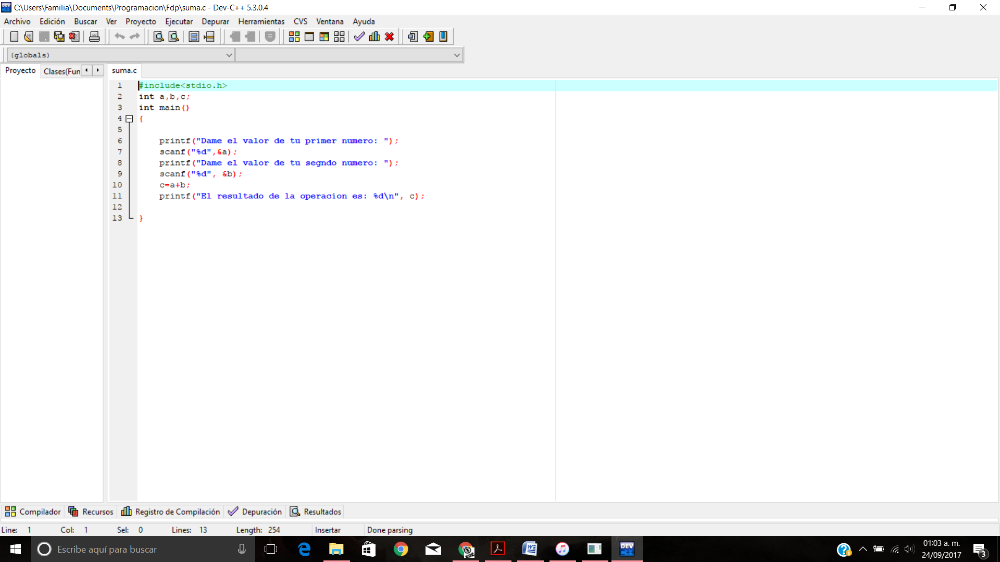 C:\Users\Familia\Documents\Programacion\Fdp\suma.c - Dev-C++ 5.3.0.4
Archivo Edición Buscar Ver Proyecto Ejecutar Depurar Herramientas CVS Ventana Ayuda
(globals)
Proyecto Clases(Fun suma.c
1 #include<stdio.h>
2 int a,b,c;
3 int main()
4 {
5
6 printf("Dame el valor de tu primer numero: ");
7 scanf("%d",&a);
8 printf("Dame el valor de tu segndo numero: ");
9 scanf("%d", &b);
10 c=a+b;
11 printf("El resultado de la operacion es: %d\n", c);
12
13 }
Compilador Recursos Registro de Compilación Depuración Resultados
Line: 1 Col: 1 Sel: 0 Lines: 13 Length: 254 Insertar Done parsing
Escribe aquí para buscar
DEV
01:03 a. m.
24/09/2017
3